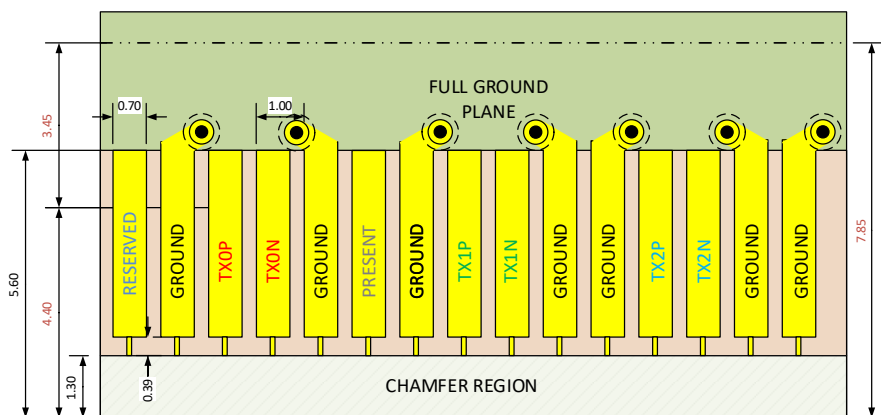 FULL GROUND
PLANE
0.70
1.00
3.45
5.60
4.40
7.85
RESERVED
GROUND
TX0P
TX0N
GROUND
PRESENT
GROUND
TX1P
TX1N
GROUND
GROUND
TX2P
TX2N
GROUND
GROUND
1.30
0.39
CHAMFER REGION